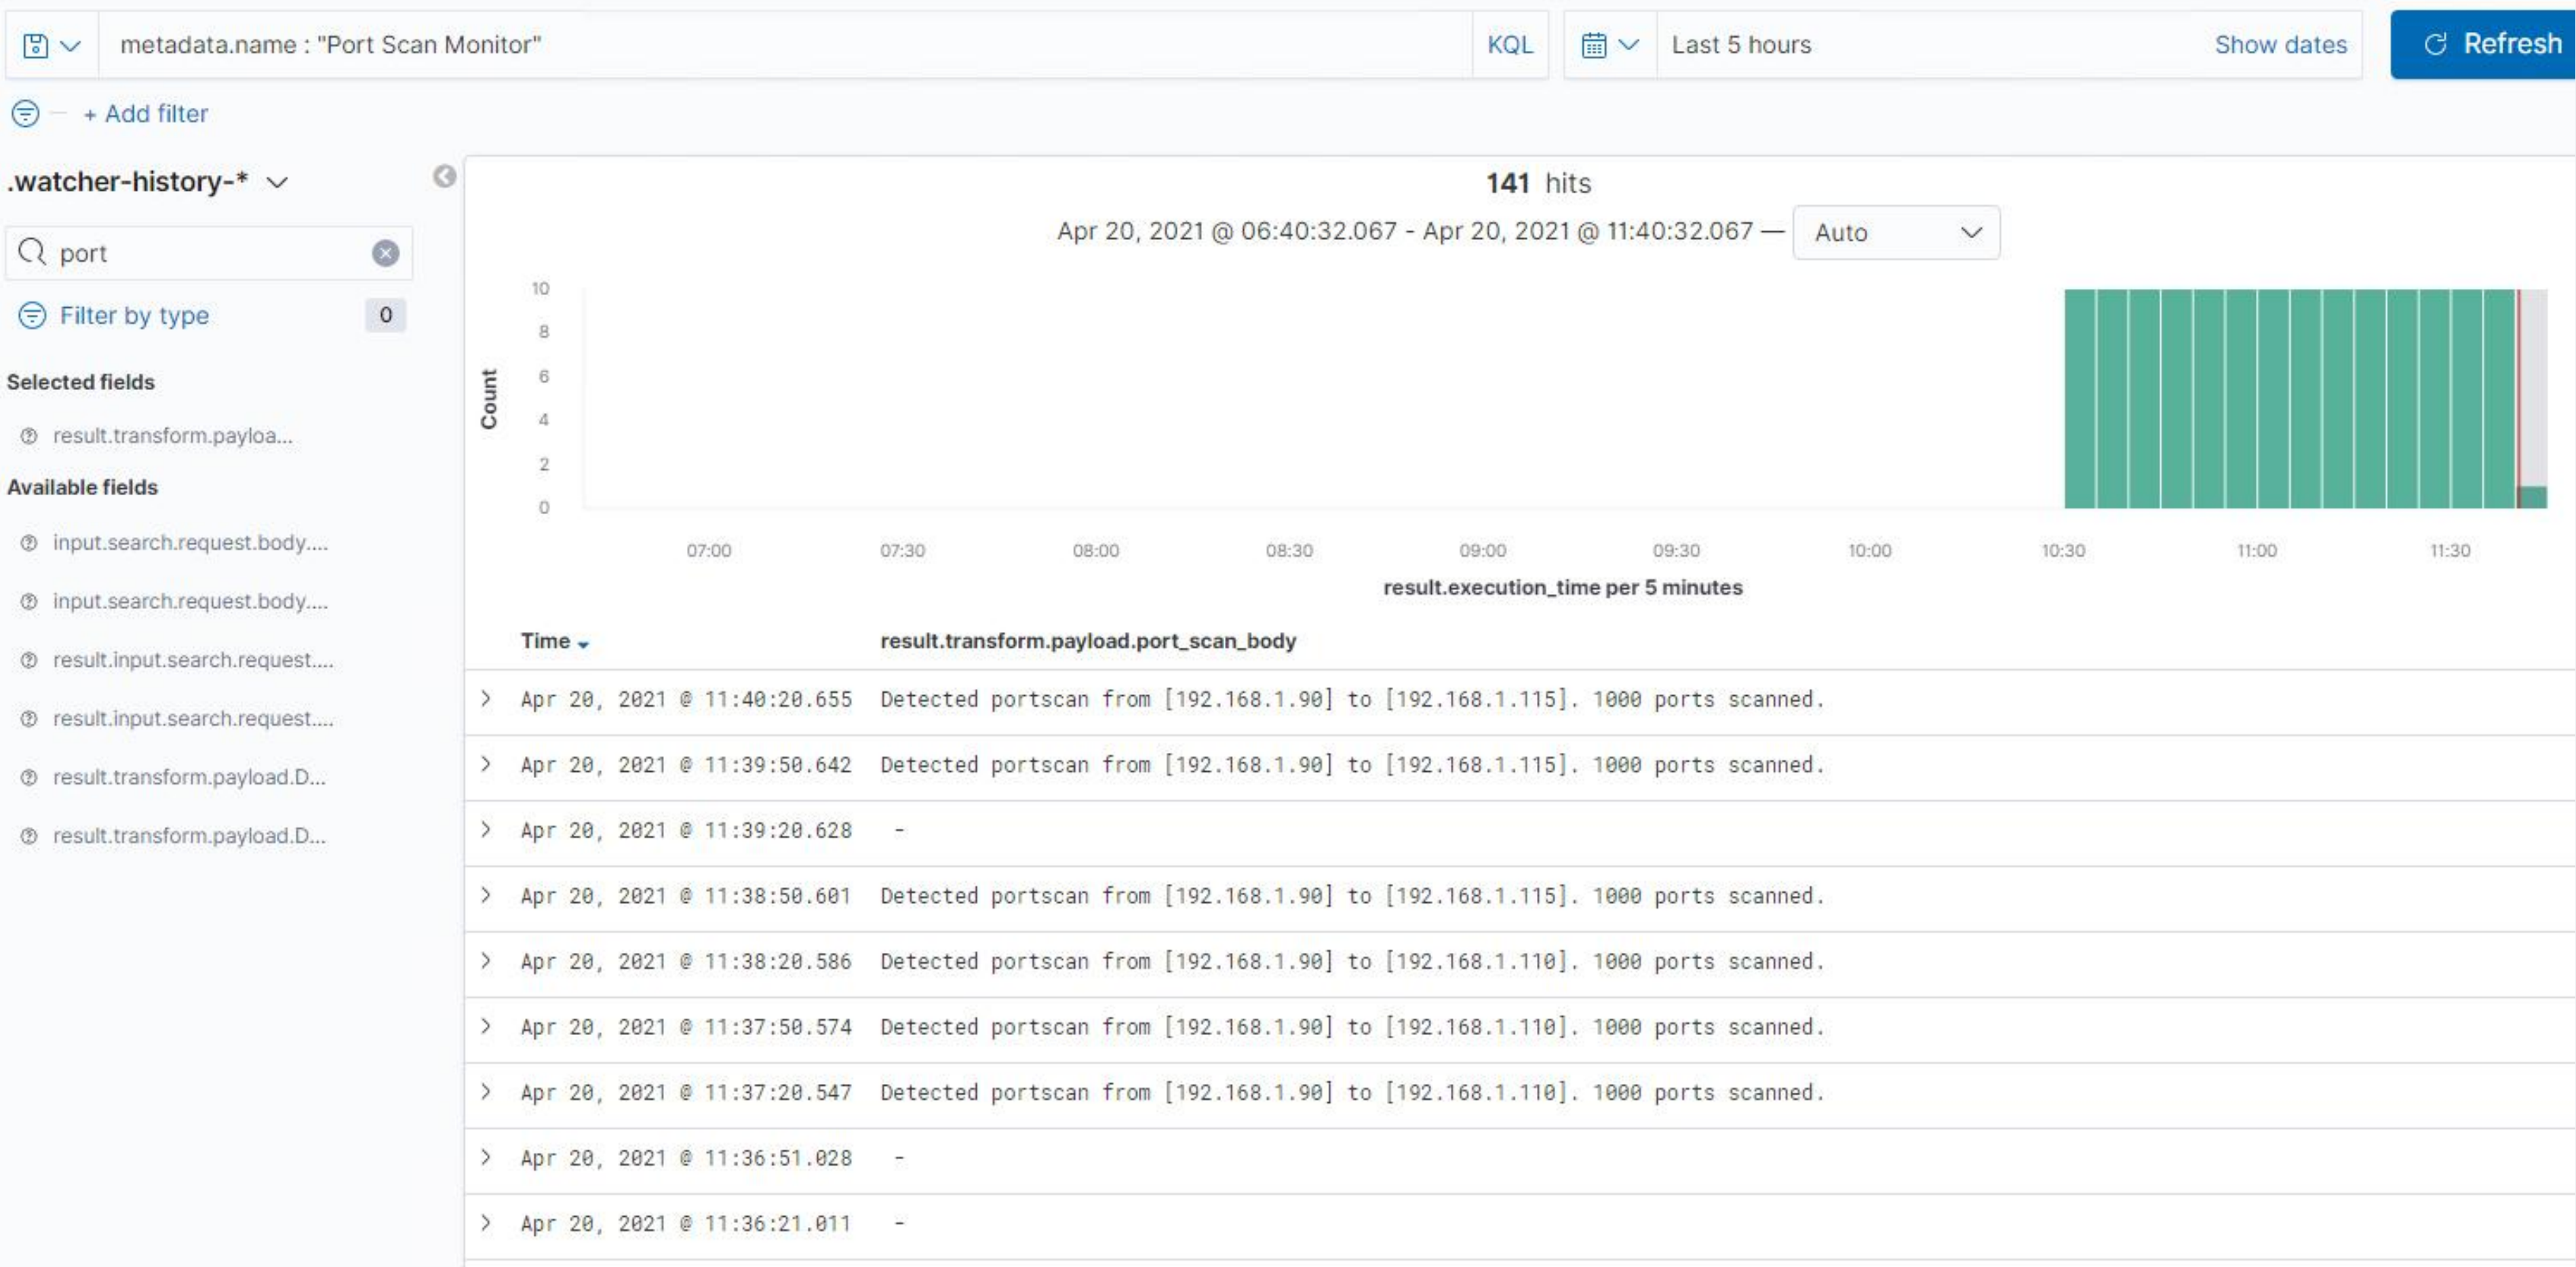 metadata.name : "Port Scan Monitor" KQL Last 5 hours Show dates Refresh
+ Add filter
.watcher-history-*
port
Filter by type 0
Selected fields
result.transform.payloa...
Available fields
input.search.request.body....
input.search.request.body....
result.input.search.request....
result.input.search.request....
result.transform.payload.D...
result.transform.payload.D...
141 hits
Apr 20, 2021 @ 06:40:32.067 - Apr 20, 2021 @ 11:40:32.067 — Auto
Count
10
8
6
4
2
0
07:00 07:30 08:00 08:30 09:00 09:30 10:00 10:30 11:00 11:30
result.execution_time per 5 minutes
Time result.transform.payload.port_scan_body
Apr 20, 2021 @ 11:40:20.655 Detected portscan from [192.168.1.90] to [192.168.1.115]. 1000 ports scanned.
Apr 20, 2021 @ 11:39:50.642 Detected portscan from [192.168.1.90] to [192.168.1.115]. 1000 ports scanned.
Apr 20, 2021 @ 11:39:20.628 -
Apr 20, 2021 @ 11:38:50.601 Detected portscan from [192.168.1.90] to [192.168.1.115]. 1000 ports scanned.
Apr 20, 2021 @ 11:38:20.586 Detected portscan from [192.168.1.90] to [192.168.1.110]. 1000 ports scanned.
Apr 20, 2021 @ 11:37:50.574 Detected portscan from [192.168.1.90] to [192.168.1.110]. 1000 ports scanned.
Apr 20, 2021 @ 11:37:20.547 Detected portscan from [192.168.1.90] to [192.168.1.110]. 1000 ports scanned.
Apr 20, 2021 @ 11:36:51.028 -
Apr 20, 2021 @ 11:36:21.011 -